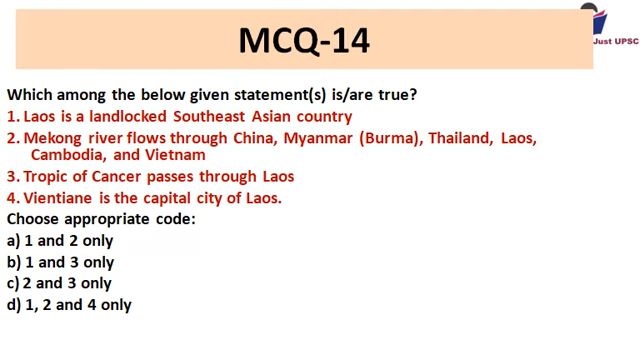 MCQ-14
Just UPSC
Which among the below given statement(s) is/are true?
1. Laos is a landlocked Southeast Asian country
2. Mekong river flows through China, Myanmar (Burma), Thailand, Laos,
Cambodia, and Vietnam
3. Tropic of Cancer passes through Laos
4. Vientiane is the capital city of Laos.
Choose appropriate code:
a) 1 and 2 only
b) 1 and 3 only
c) 2 and 3 only
d) 1, 2 and 4 only